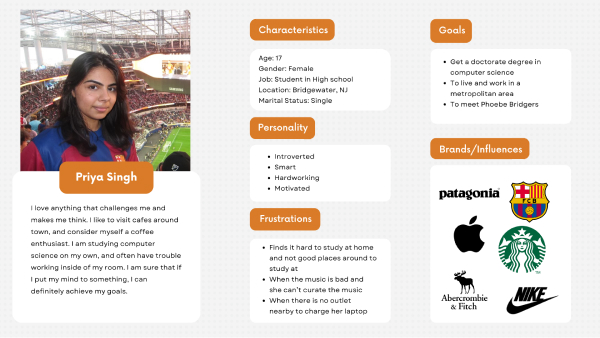 Priya Singh
I love anything that challenges me and
makes me think. I like to visit cafes around
town, and consider myself a coffee
enthusiast. I am studying computer
science on my own, and often have trouble
working inside of my room. I am sure that if
I put my mind to something, I can
definitely achieve my goals.
Characteristics
Age: 17
Gender: Female
Job: Student in High school
Location: Bridgewater, NJ
Marital Status: Single
Personality
• Introverted
• Smart
• Hardworking
• Motivated
Frustrations
• Finds it hard to study at home
and not good places around to
study at
• When the music is bad and
she can't curate the music
• When there is no outlet
nearby to charge her laptop
Goals
• Get a doctorate degree in
computer science
• To live and work in a
metropolitan area
• To meet Phoebe Bridgers
Brands/Influences
patagonia
FCB
Abercrombie
& Fitch
NIKE